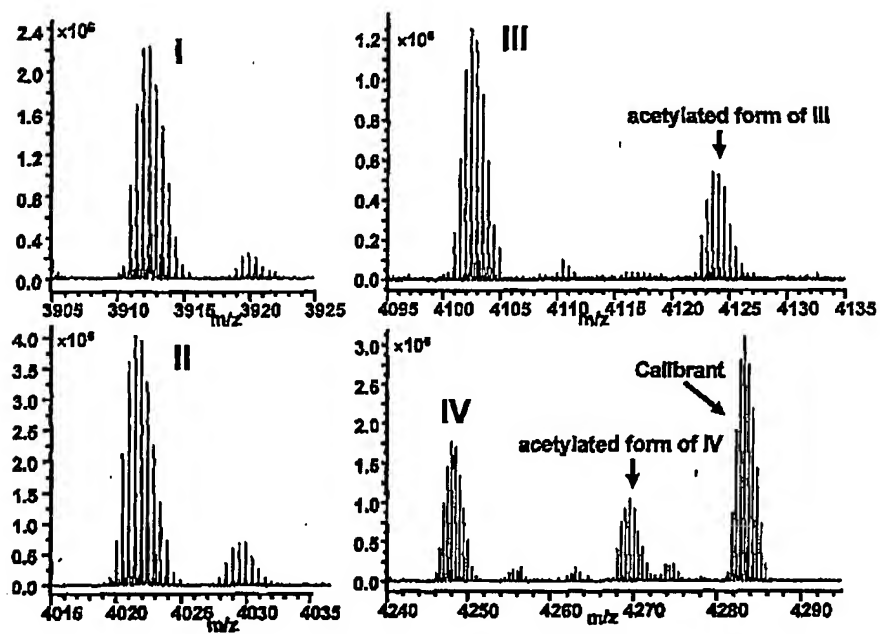 ×10⁶
I
2.4
2.0
1.6
1.2
0.8
0.4
0.0
3905 3910 3915 3920 3925
m/z
×10⁶
III
acetylated form of III
1.2
1.0
0.8
0.6
0.4
0.2
0.0
4095 4100 4105 4110 4116 4120 4125 4130 4135
m/z
×10⁶
II
4.0
3.5
3.0
2.5
2.0
1.5
1.0
0.5
0.0
4016 4020 4025 4030 4035
m/z
×10⁶
Calibrant
IV
acetylated form of IV
3.0
2.5
2.0
1.5
1.0
0.5
0.0
4240 4250 4260 4270 4280 4290
m/z